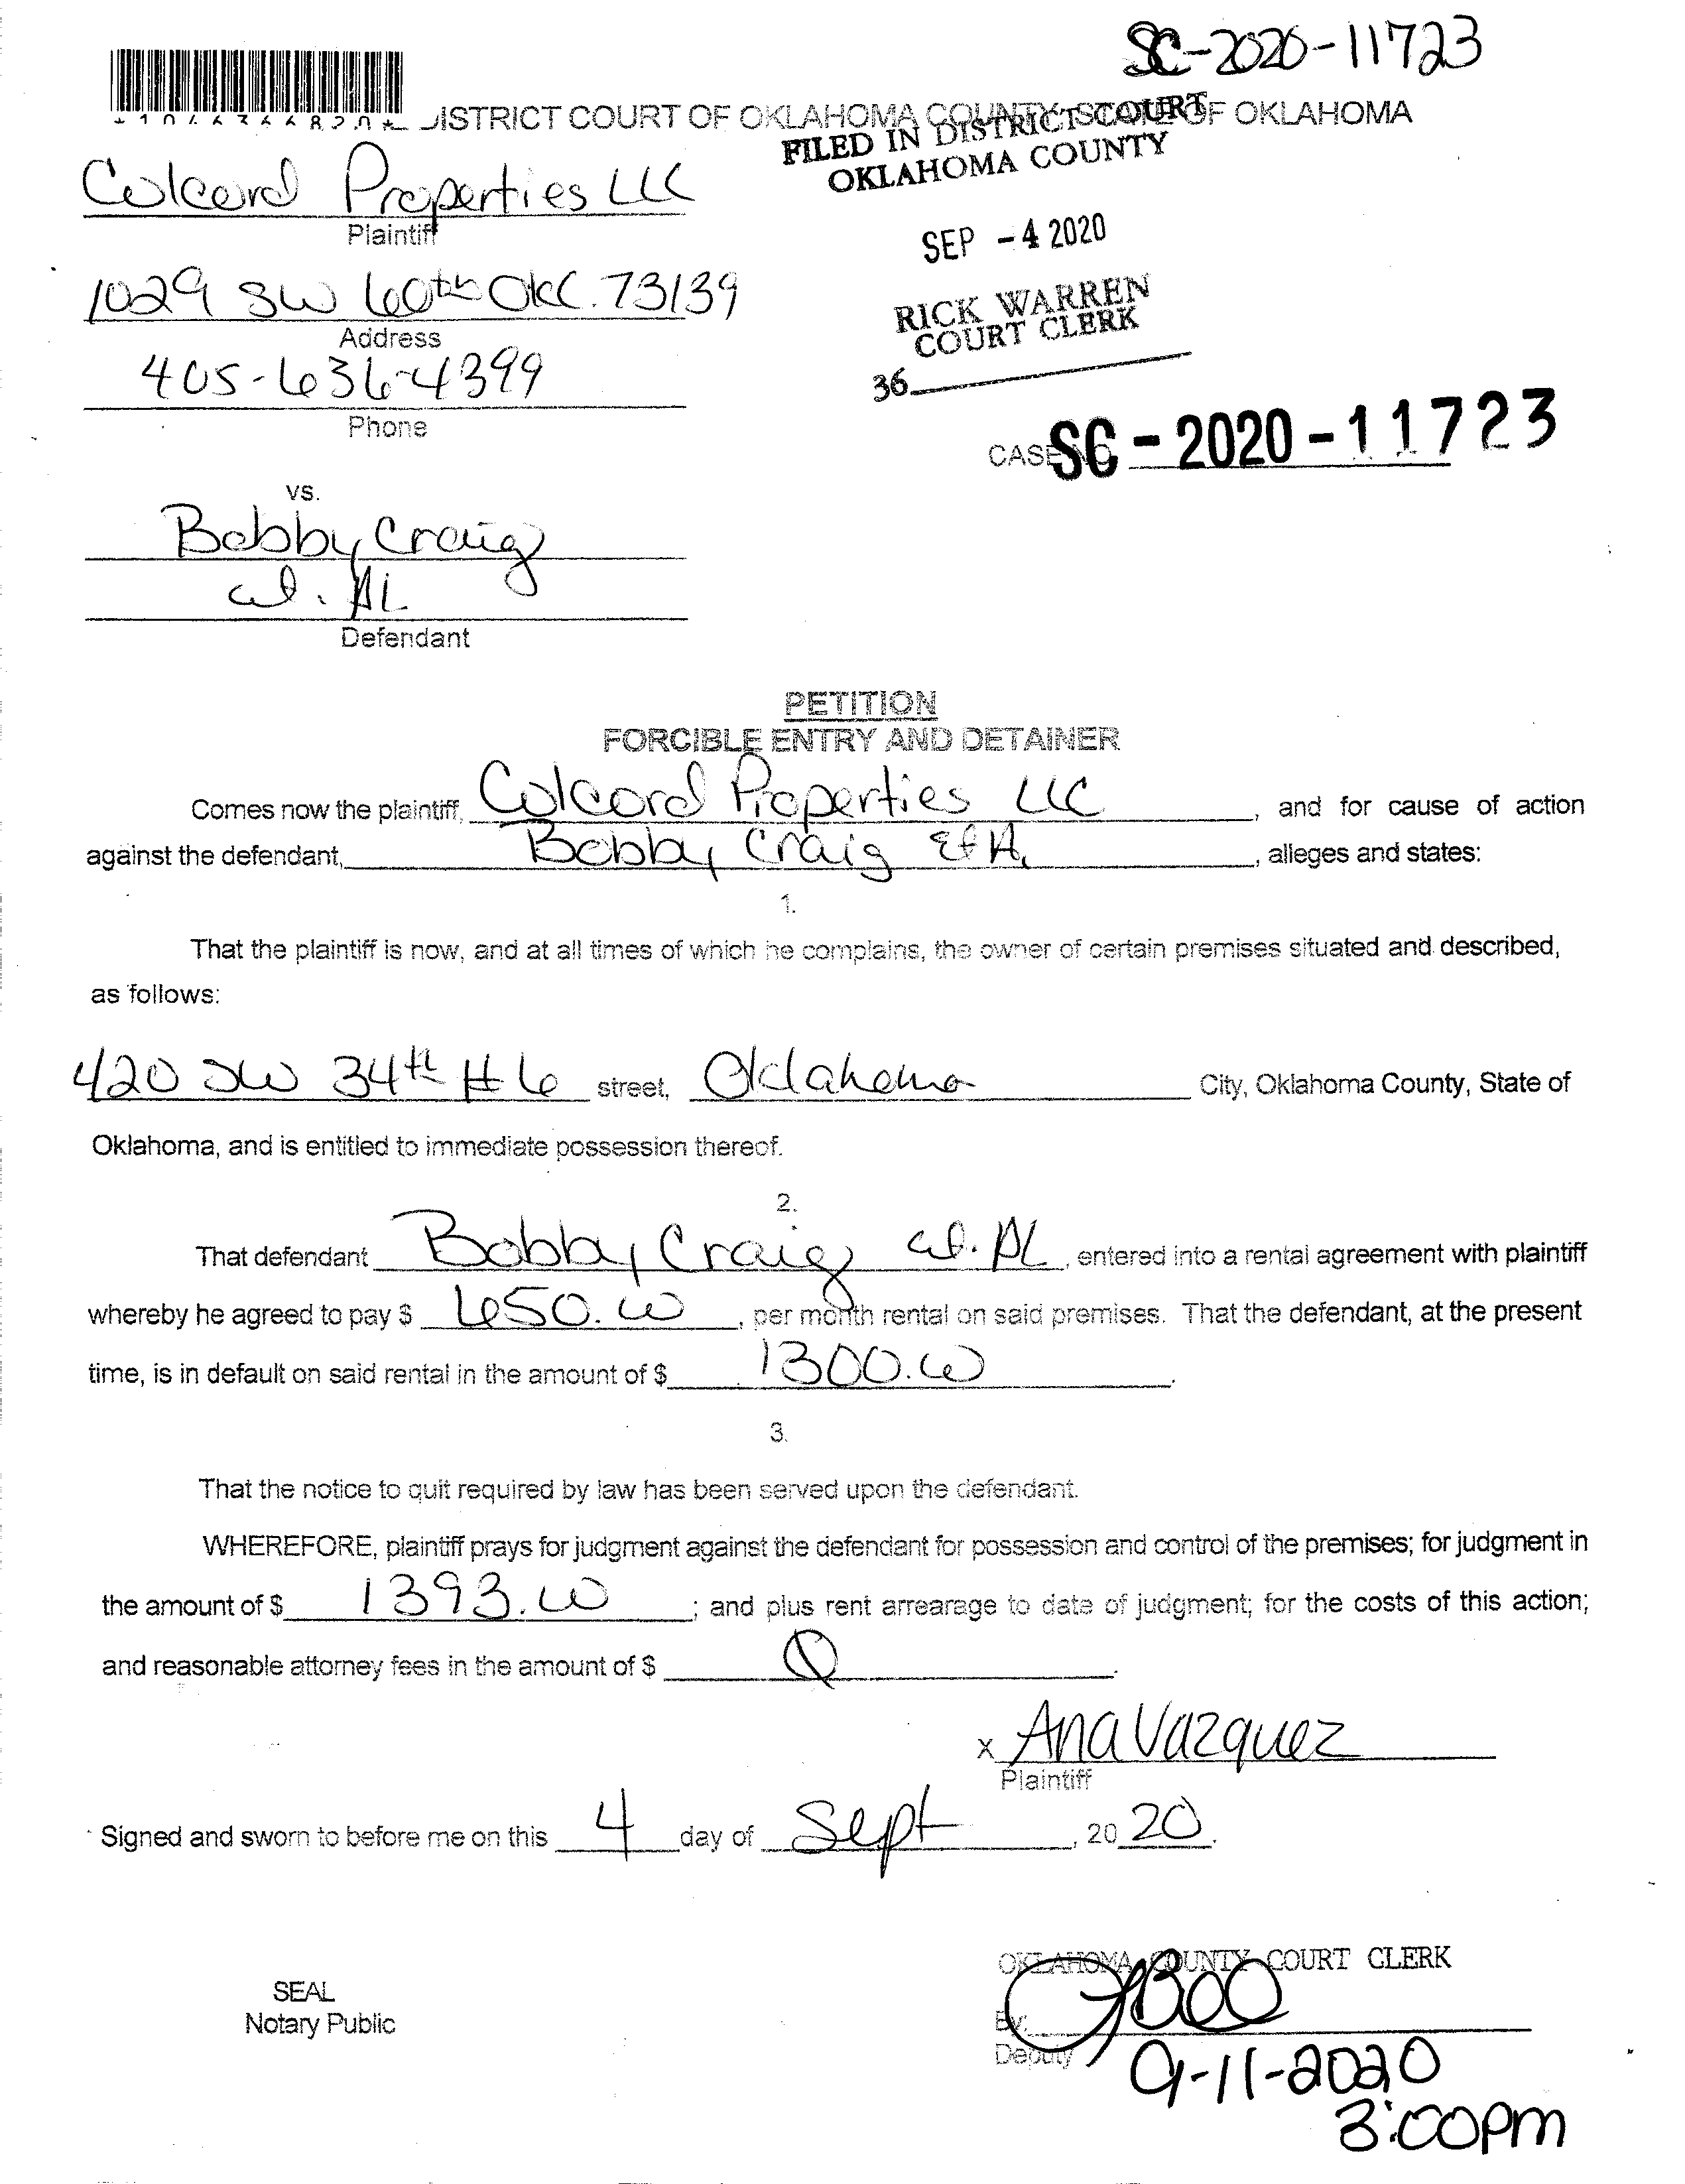 SC-2020-11723
DISTRICT COURT OF OKLAHOMA COUNTY, STATE OF OKLAHOMA
FILED IN DISTRICT COURT
OKLAHOMA COUNTY
Colcord Properties LLC
Plaintiff
SEP -4 2020
1029 SW 60th OKC. 73139
Address
RICK WARREN
COURT CLERK
405-636-4399
36
Phone
CASE NO. SC-2020-11723
vs.
Bobby Craig
et. AL
Defendant
PETITION
FORCIBLE ENTRY AND DETAINER
Comes now the plaintiff, Colcord Properties LLC, and for cause of action
against the defendant, Bobby Craig, alleges and states:
1.
That the plaintiff is now, and at all times of which he complains, the owner of certain premises situated and described,
as follows:
420 SW 34th #6 street, Oklahoma City, Oklahoma County, State of
Oklahoma, and is entitled to immediate possession thereof.
2.
That defendant Bobby Craig et. AL, entered into a rental agreement with plaintiff
whereby he agreed to pay $ 650.00, per month rental on said premises. That the defendant, at the present
time, is in default on said rental in the amount of $ 1300.00.
3.
That the notice to quit required by law has been served upon the defendant.
WHEREFORE, plaintiff prays for judgment against the defendant for possession and control of the premises; for judgment in
the amount of $ 1393.00; and plus rent arrearage to date of judgment; for the costs of this action;
and reasonable attorney fees in the amount of $ 0.
x Ana Vazquez
Plaintiff
Signed and sworn to before me on this 4 day of Sept, 2020.
OKLAHOMA COUNTY COURT CLERK
SEAL
Notary Public
By:
Deputy
9-11-2020
3:00pm